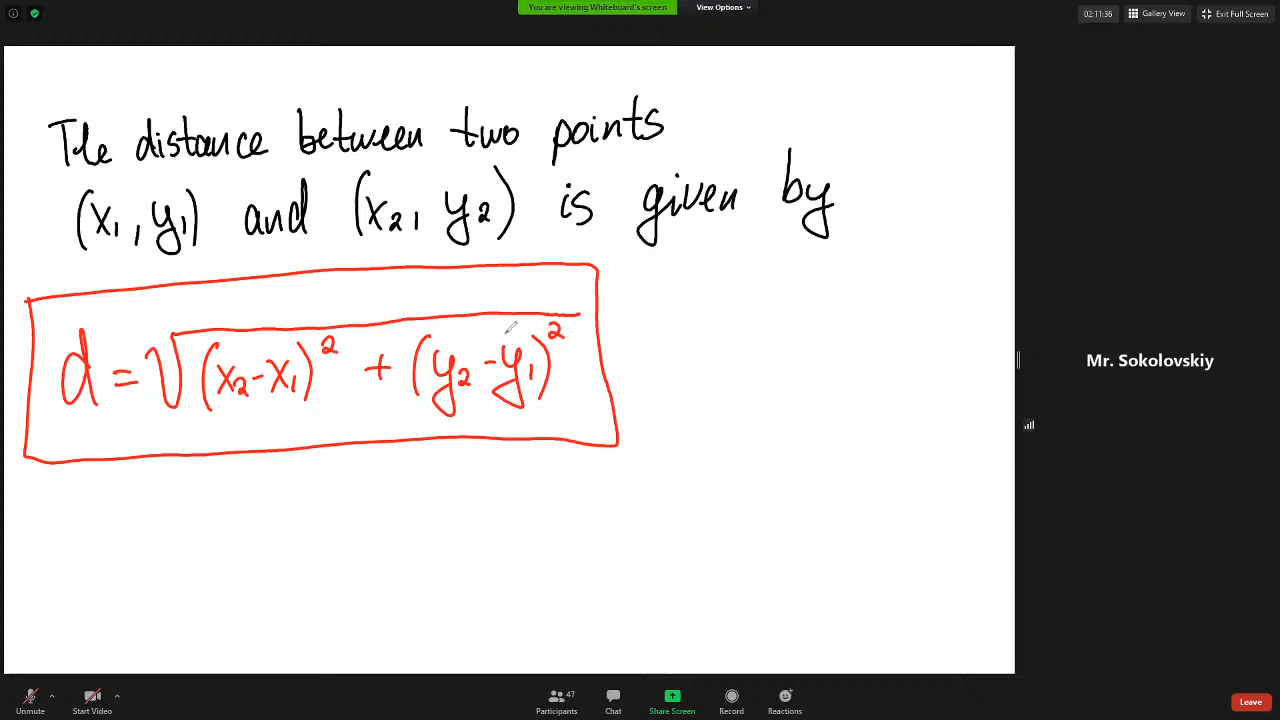 You are viewing Whiteboard's screen
View Options
02:11:36
Gallery View
Exit Full Screen
The distance between two points
(x₁, y₁) and (x₂, y₂) is given by
d = √(x₂-x₁)² + (y₂-y₁)²
Mr. Sokolovskiy
Unmute
Start Video
47
Participants
Chat
Share Screen
Record
Reactions
Leave